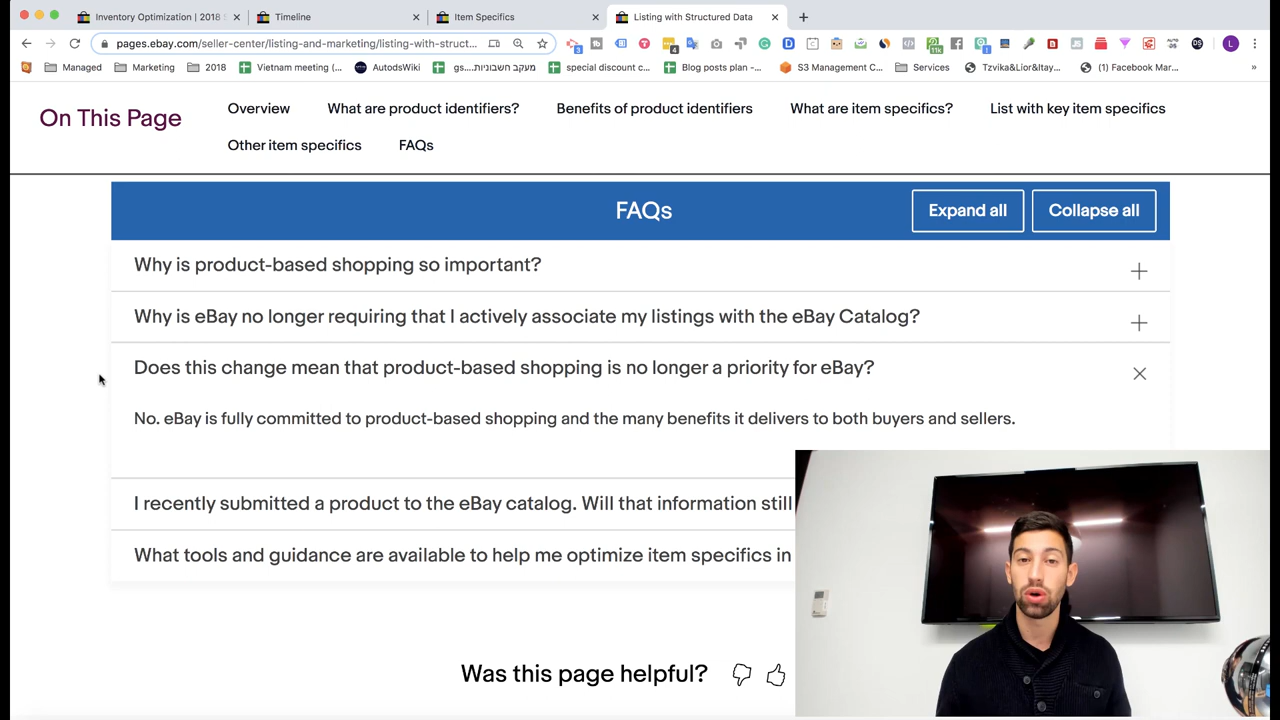 Inventory Optimization | 2018
Timeline
Item Specifics
Listing with Structured Data
pages.ebay.com/seller-center/listing-and-marketing/listing-with-struct...
Managed
Marketing
2018
Vietnam meeting (...
AutodsWiki
gs....מעקב חשבוניות
special discount c...
Blog posts plan -...
S3 Management C...
Services
Tzvika&Lior&Itay...
(1) Facebook Mar...
»
On This Page
Overview
What are product identifiers?
Benefits of product identifiers
What are item specifics?
List with key item specifics
Other item specifics
FAQs
FAQs
Expand all
Collapse all
Why is product-based shopping so important?
Why is eBay no longer requiring that I actively associate my listings with the eBay Catalog?
Does this change mean that product-based shopping is no longer a priority for eBay?
No. eBay is fully committed to product-based shopping and the many benefits it delivers to both buyers and sellers.
I recently submitted a product to the eBay catalog. Will that information still
What tools and guidance are available to help me optimize item specifics in
Was this page helpful?